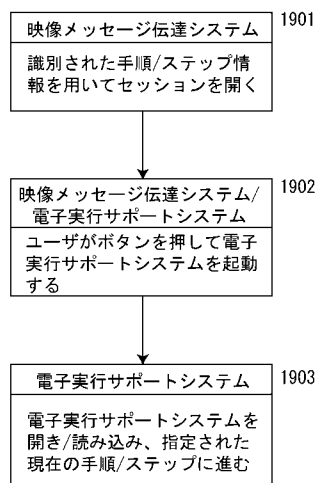 映像メッセージ伝達システム
1901
識別された手順/ステップ情
報を用いてセッションを開く
映像メッセージ伝達システム/
電子実行サポートシステム
1902
ユーザがボタンを押して電子
実行サポートシステムを起動
する
電子実行サポートシステム
1903
電子実行サポートシステムを
開き/読み込み、指定された
現在の手順/ステップに進む